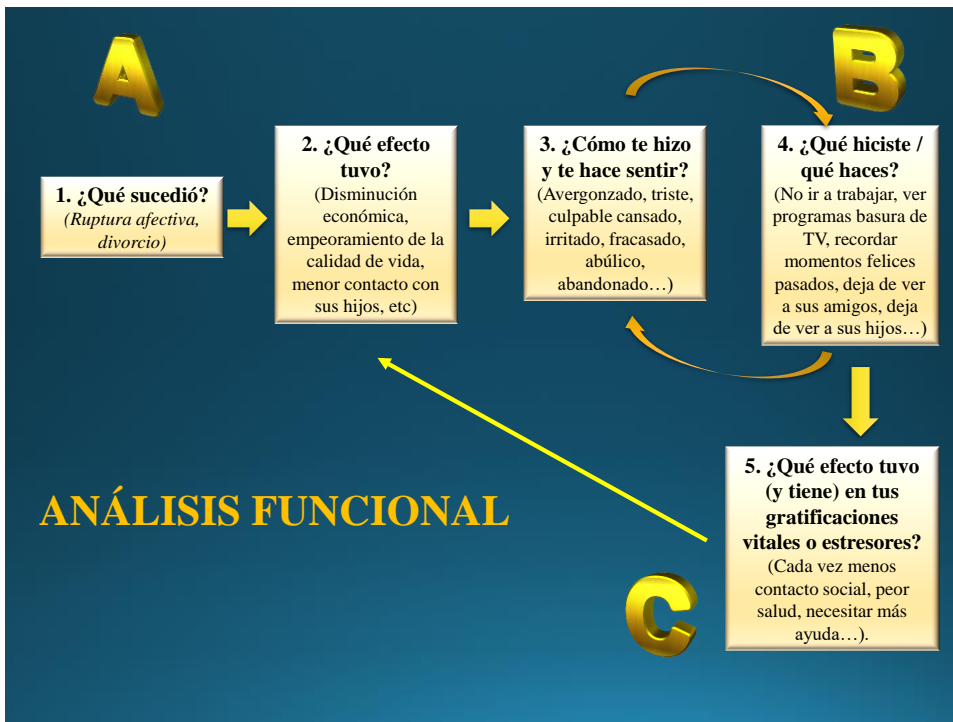 A
B
1. ¿Qué sucedió?
(Ruptura afectiva,
divorcio)
2. ¿Qué efecto
tuvo?
(Disminución
económica,
empeoramiento de la
calidad de vida,
menor contacto con
sus hijos, etc)
3. ¿Cómo te hizo
y te hace sentir?
(Avergonzado, triste,
culpable cansado,
irritado, fracasado,
abúlico,
abandonado…)
4. ¿Qué hiciste /
qué haces?
(No ir a trabajar, ver
programas basura de
TV, recordar
momentos felices
pasados, deja de ver
a sus amigos, deja
de ver a sus hijos…)
ANÁLISIS FUNCIONAL
5. ¿Qué efecto tuvo
(y tiene) en tus
gratificaciones
vitales o estresores?
(Cada vez menos
contacto social, peor
salud, necesitar más
ayuda…).
C